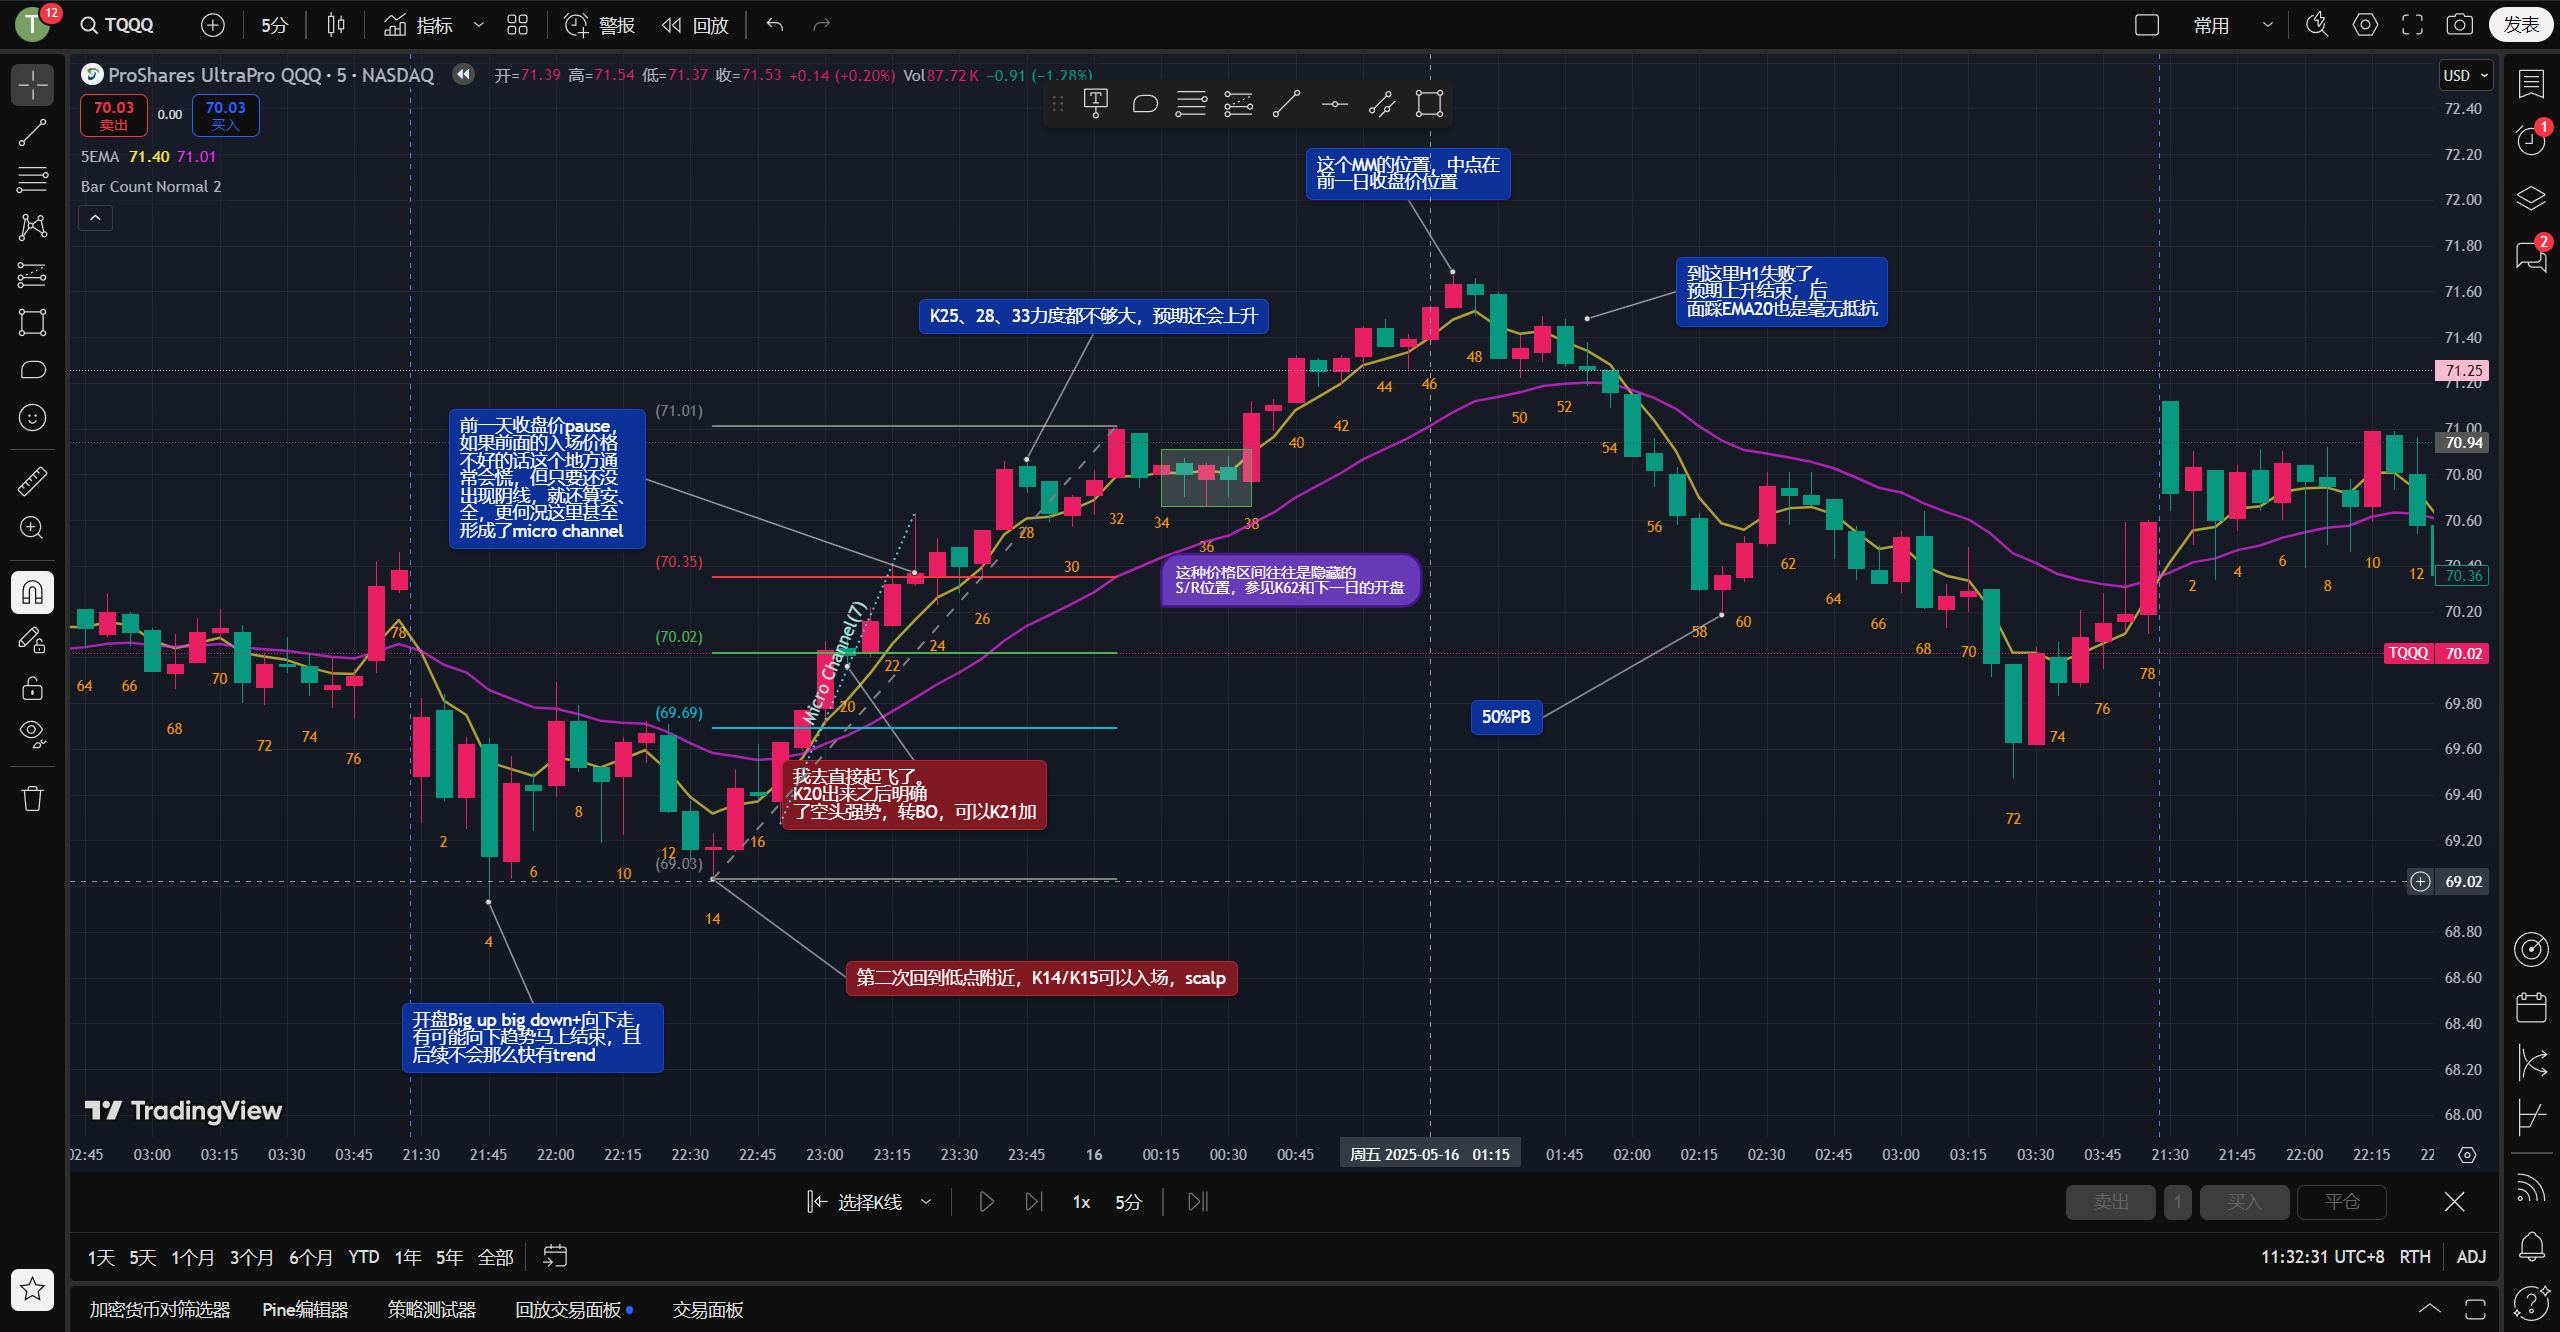 T
12
TQQQ
5分
指标
警报
回放
常用
发表
ProShares UltraPro QQQ · 5 · NASDAQ
开=71.39 高=71.54 低=71.37 收=71.53 +0.14 (+0.20%) Vol87.72 K −0.91 (−1.28%)
70.03
卖出
0.00
70.03
买入
5EMA 71.40 71.01
Bar Count Normal 2
USD
72.40
72.20
72.00
71.80
71.60
71.40
71.25
71.20
71.00
70.94
70.80
70.60
70.40
70.36
70.20
TQQQ 70.02
69.80
69.60
69.40
69.20
69.02
68.80
68.60
68.40
68.20
68.00
1
2
这个MM的位置，中点在
前一日收盘价位置
到这里H1失败了，
预期上升结束，后
面踩EMA20也是毫无抵抗
K25、28、33力度都不够大，预期还会上升
前一天收盘价pause，
如果前面的入场价格
不好的话这个地方通
常会慌，但只要还没
出现阴线，就还算安、
全，更何况这里甚至
形成了micro channel
(71.01)
(70.35)
(70.02)
(69.69)
(69.03)
Micro Channel(7)
这种价格区间往往是隐藏的
S/R位置，参见K62和下一日的开盘
50%PB
我去直接起飞了。
K20出来之后明确
了空头强势，转BO，可以K21加
第二次回到低点附近，K14/K15可以入场，scalp
开盘Big up big down+向下走，
有可能向下趋势马上结束，且
后续不会那么快有trend
64 66 68 70 72 74 76 78
2 4 6 8 10 12 14 16 20 22 24 26 28 30 32 34 36 38 40 42 44 46 48 50 52 54 56 58 60 62 64 66 68 70 72 74 76 78
2 4 6 8 10 12
TradingView
02:45 03:00 03:15 03:30 03:45 21:30 21:45 22:00 22:15 22:30 22:45 23:00 23:15 23:30 23:45 16 00:15 00:30 00:45 周五 2025-05-16 01:15 01:45 02:00 02:15 02:30 02:45 03:00 03:15 03:30 03:45 21:30 21:45 22:00 22:15 22
选择K线
1x
5分
卖出
1
买入
平仓
1天 5天 1个月 3个月 6个月 YTD 1年 5年 全部
11:32:31 UTC+8 RTH ADJ
加密货币对筛选器 Pine编辑器 策略测试器 回放交易面板 交易面板